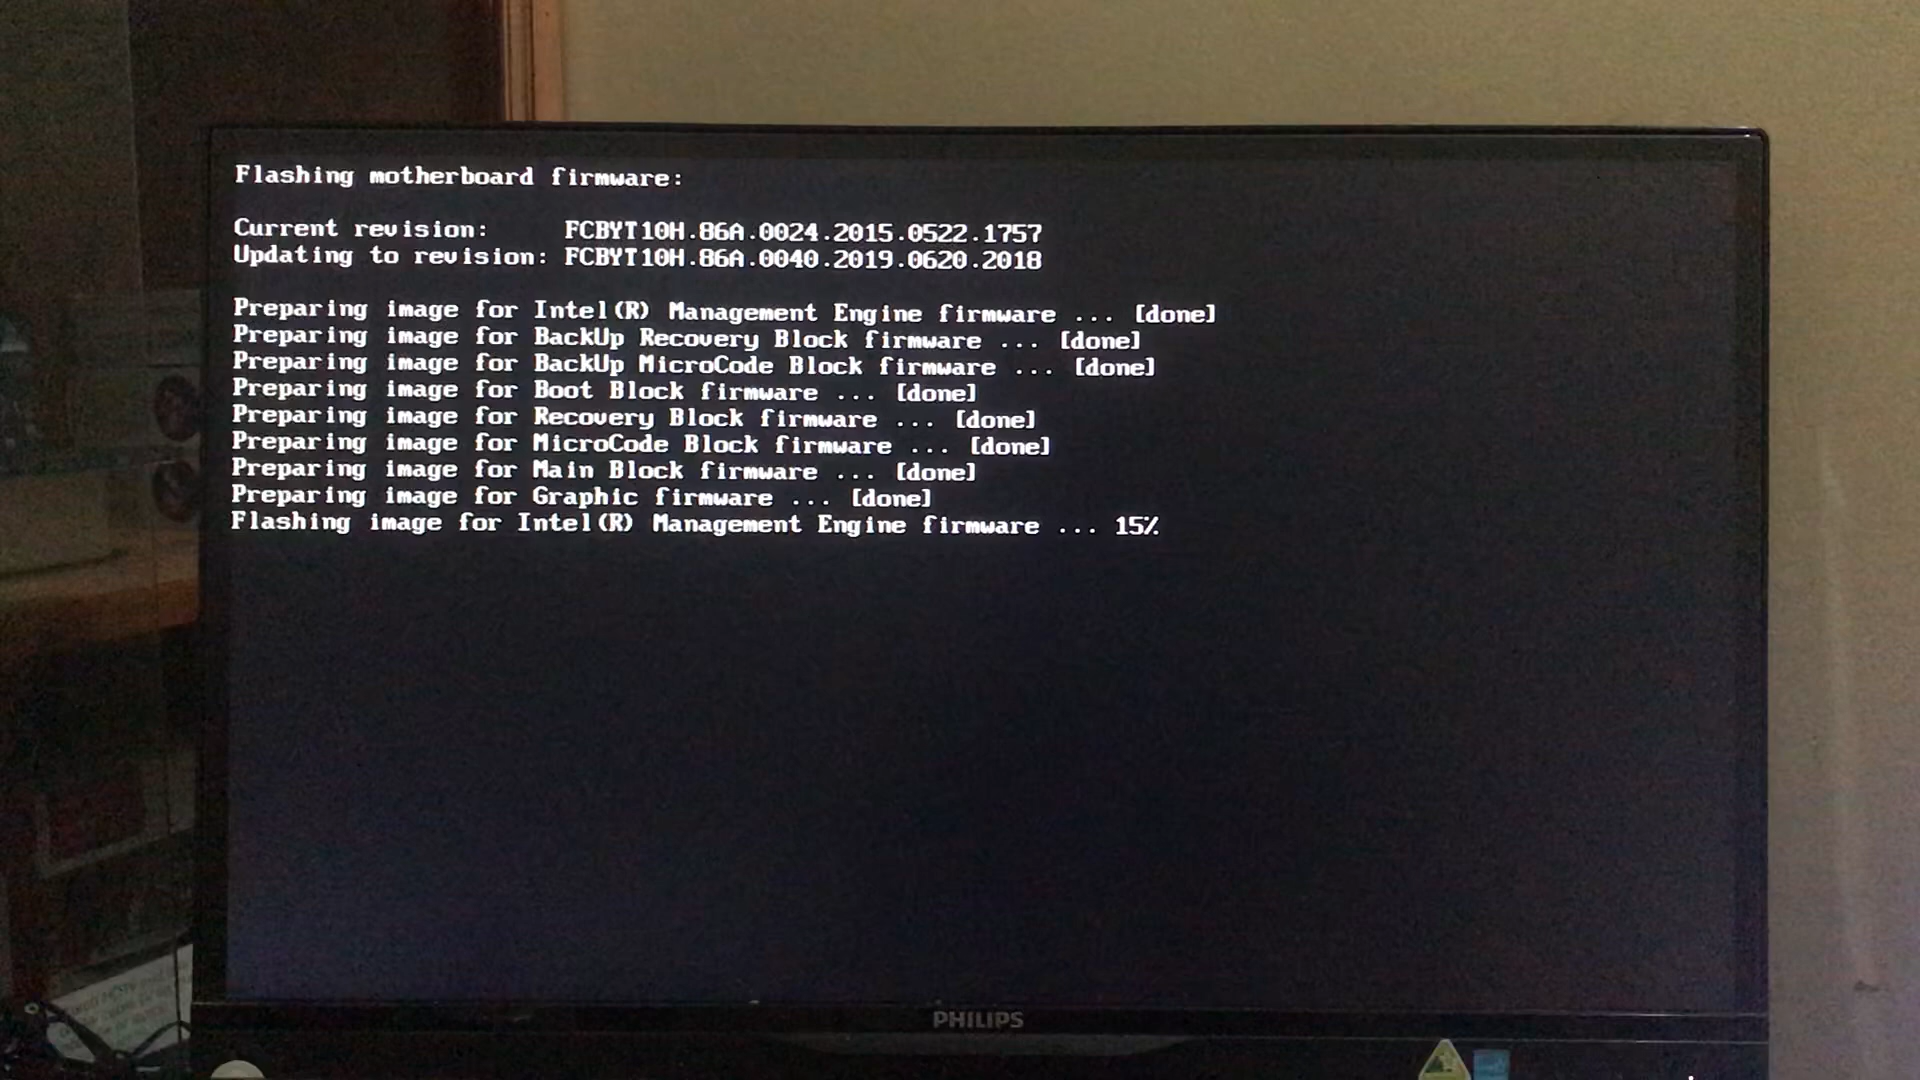 Flashing motherboard firmware:
Current revision: FCBYT10H.86A.0024.2015.0522.1757
Updating to revision: FCBYT10H.86A.0040.2019.0620.2018
Preparing image for Intel(R) Management Engine firmware ... [done]
Preparing image for BackUp Recovery Block firmware ... [done]
Preparing image for BackUp MicroCode Block firmware ... [done]
Preparing image for Boot Block firmware ... [done]
Preparing image for Recovery Block firmware ... [done]
Preparing image for MicroCode Block firmware ... [done]
Preparing image for Main Block firmware ... [done]
Preparing image for Graphic firmware ... [done]
Flashing image for Intel(R) Management Engine firmware ... 15%
PHILIPS